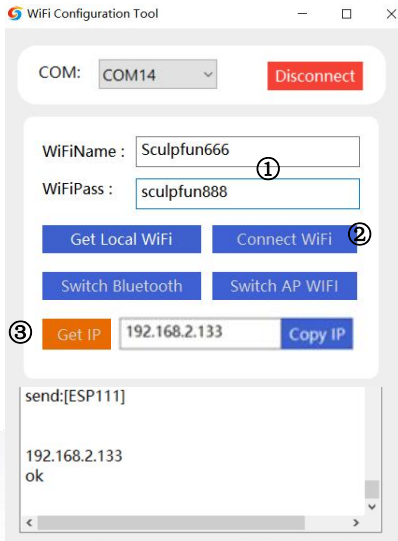 WiFi Configuration Tool
COM: COM14 Disconnect
WiFiName : Sculpfun666
①
WiFiPass : sculpfun888
Get Local WiFi Connect WiFi ②
Switch Bluetooth Switch AP WIFI
③ Get IP 192.168.2.133 Copy IP
send:[ESP111]
192.168.2.133
ok